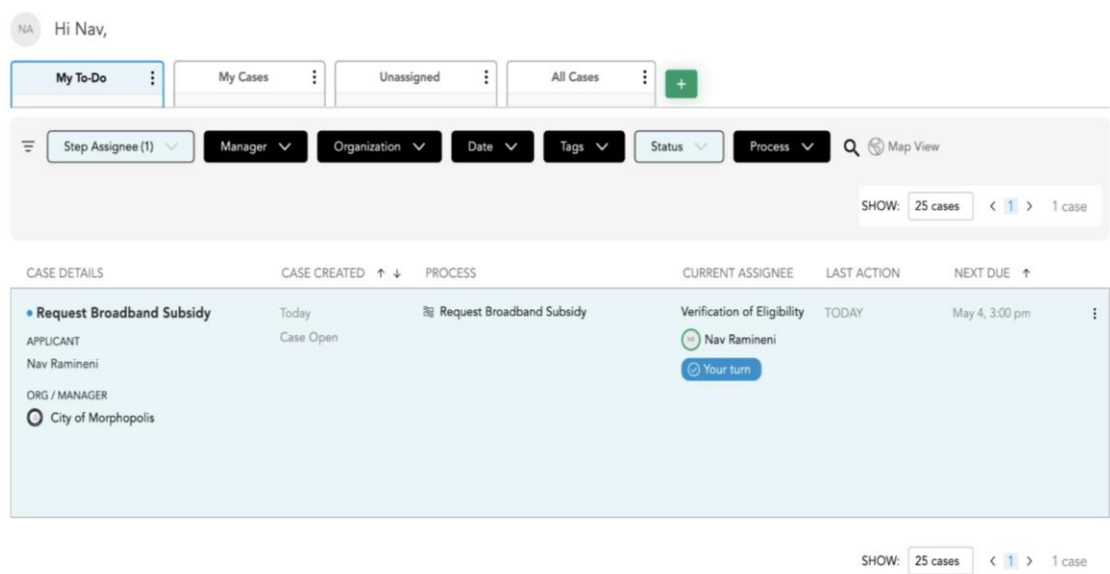 NA Hi Nav,
My To-Do My Cases Unassigned All Cases +
Step Assignee (1) Manager Organization Date Tags Status Process Map View
SHOW: 25 cases < 1 > 1 case
CASE DETAILS CASE CREATED ↑ ↓ PROCESS CURRENT ASSIGNEE LAST ACTION NEXT DUE ↑
• Request Broadband Subsidy Today Request Broadband Subsidy Verification of Eligibility TODAY May 4, 3:00 pm
APPLICANT Case Open Nav Ramineni
Nav Ramineni Your turn
ORG / MANAGER
City of Morphopolis
SHOW: 25 cases < 1 > 1 case